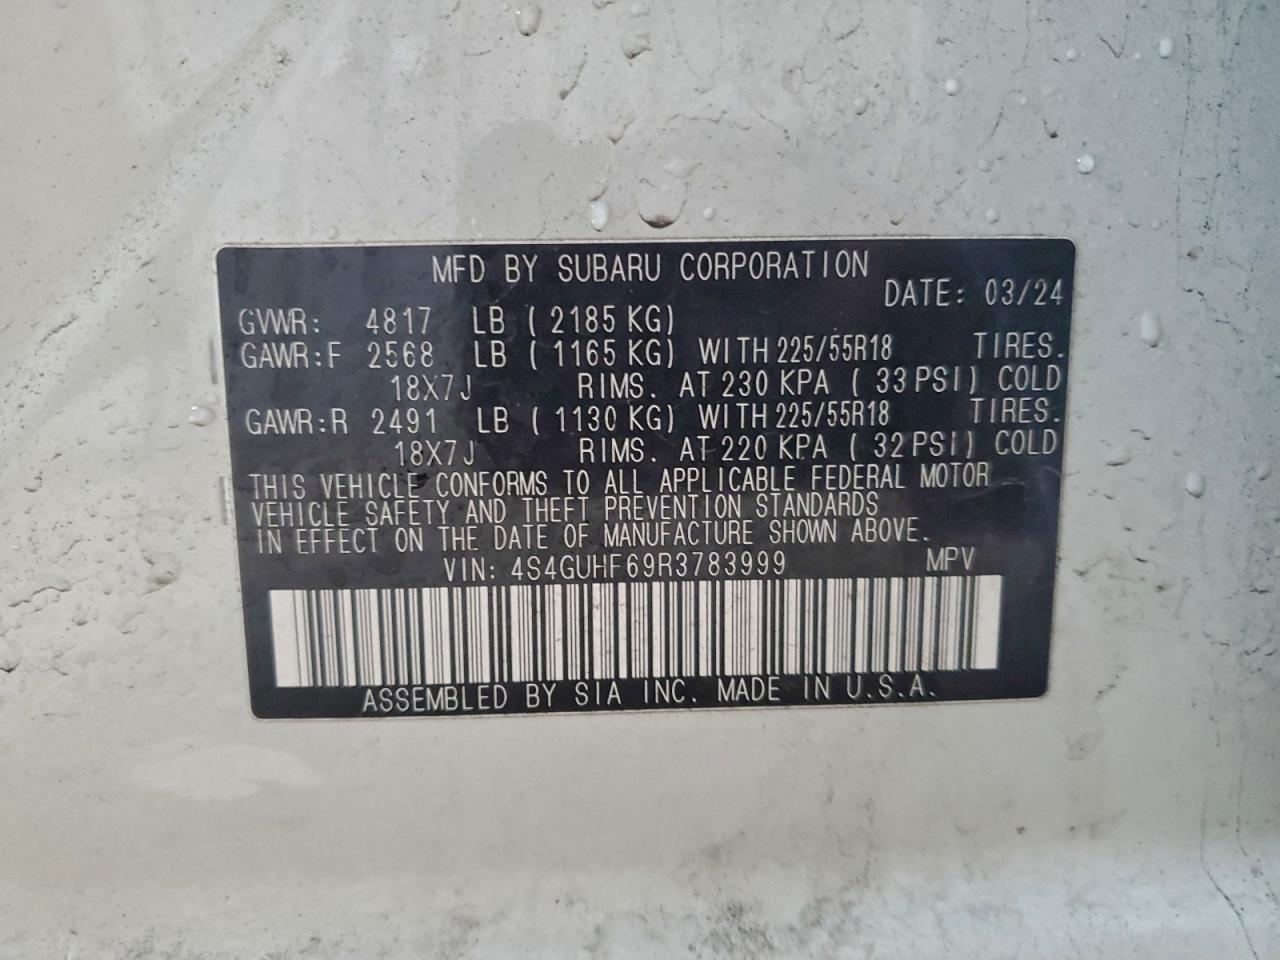 MFD BY SUBARU CORPORATION
DATE: 03/24
GVWR: 4817 LB ( 2185 KG)
GAWR:F 2568 LB ( 1165 KG) WITH 225/55R18 TIRES.
18X7J RIMS. AT 230 KPA ( 33 PSI) COLD
GAWR:R 2491 LB ( 1130 KG) WITH 225/55R18 TIRES.
18X7J RIMS. AT 220 KPA ( 32 PSI) COLD
THIS VEHICLE CONFORMS TO ALL APPLICABLE FEDERAL MOTOR
VEHICLE SAFETY AND THEFT PREVENTION STANDARDS
IN EFFECT ON THE DATE OF MANUFACTURE SHOWN ABOVE.
VIN: 4S4GUHF69R3783999 MPV
ASSEMBLED BY SIA INC. MADE IN U.S.A.